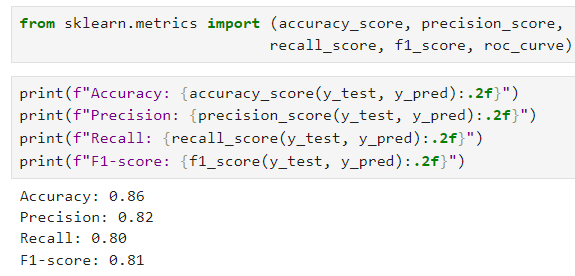 from sklearn.metrics import (accuracy_score, precision_score,
                             recall_score, f1_score, roc_curve)
print(f"Accuracy: {accuracy_score(y_test, y_pred):.2f}")
print(f"Precision: {precision_score(y_test, y_pred):.2f}")
print(f"Recall: {recall_score(y_test, y_pred):.2f}")
print(f"F1-score: {f1_score(y_test, y_pred):.2f}")
Accuracy: 0.86
Precision: 0.82
Recall: 0.80
F1-score: 0.81